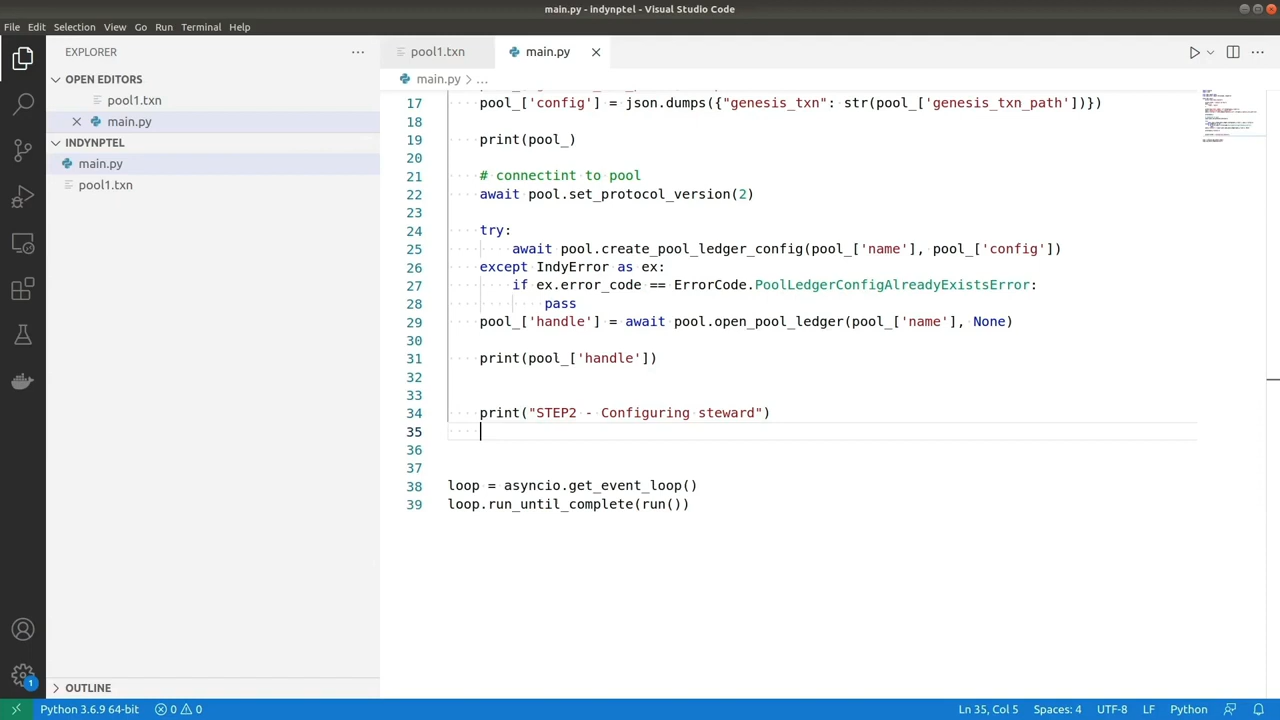 main.py - indynptel - Visual Studio Code
File Edit Selection View Go Run Terminal Help
EXPLORER
OPEN EDITORS
pool1.txn
main.py
INDYNPTEL
main.py
pool1.txn
OUTLINE
pool1.txn main.py
main.py > ...
17 pool_['config'] = json.dumps({"genesis_txn": str(pool_['genesis_txn_path'])})
18
19 print(pool_)
20
21 # connectint to pool
22 await pool.set_protocol_version(2)
23
24 try:
25 await pool.create_pool_ledger_config(pool_['name'], pool_['config'])
26 except IndyError as ex:
27 if ex.error_code == ErrorCode.PoolLedgerConfigAlreadyExistsError:
28 pass
29 pool_['handle'] = await pool.open_pool_ledger(pool_['name'], None)
30
31 print(pool_['handle'])
32
33
34 print("STEP2 - Configuring steward")
35
36
37
38 loop = asyncio.get_event_loop()
39 loop.run_until_complete(run())
1
Python 3.6.9 64-bit 0 0 Ln 35, Col 5 Spaces: 4 UTF-8 LF Python